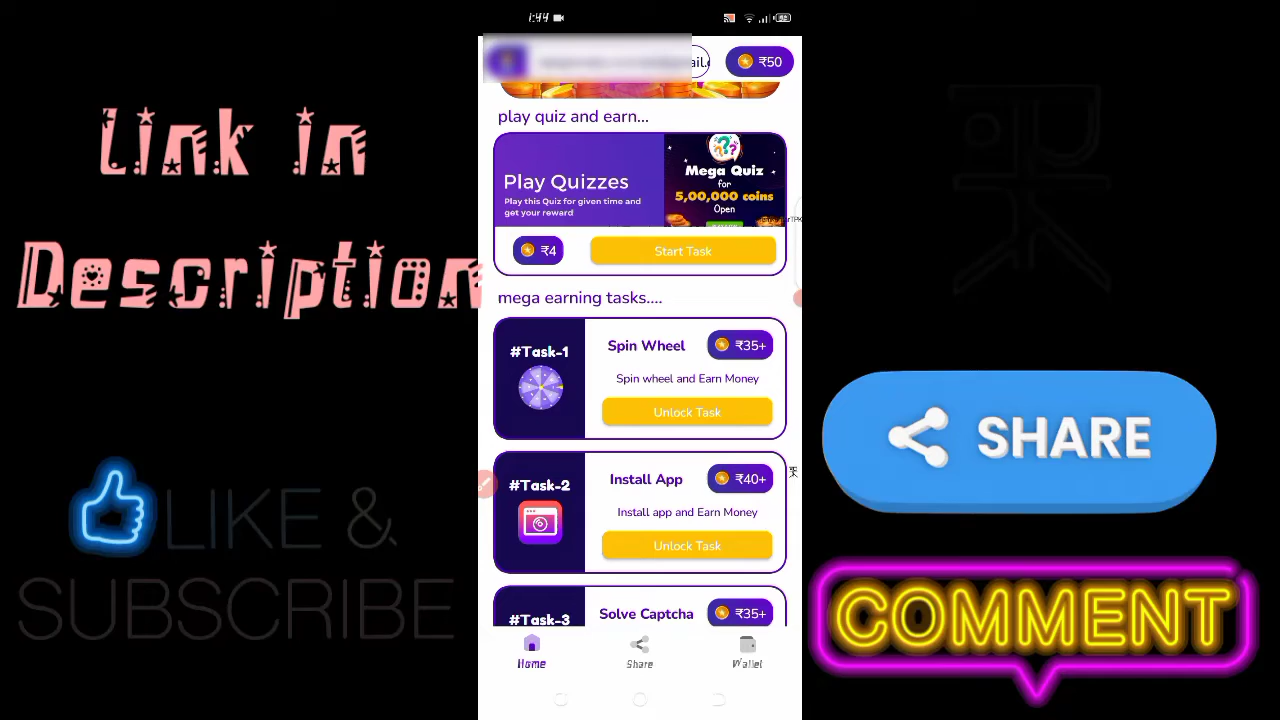 1:44
ail.c
₹50
play quiz and earn...
Play Quizzes
Play this Quiz for given time and
get your reward
Mega Quiz
for
5,00,000 coins
Open
₹4
Start Task
mega earning tasks....
#Task-1
Spin Wheel
₹35+
Spin wheel and Earn Money
Unlock Task
#Task-2
Install App
₹40+
Install app and Earn Money
Unlock Task
#Task-3
Solve Captcha
₹35+
Home
Share
Wallet
Link in
Description
LIKE &
SUBSCRIBE
SHARE
COMMENT